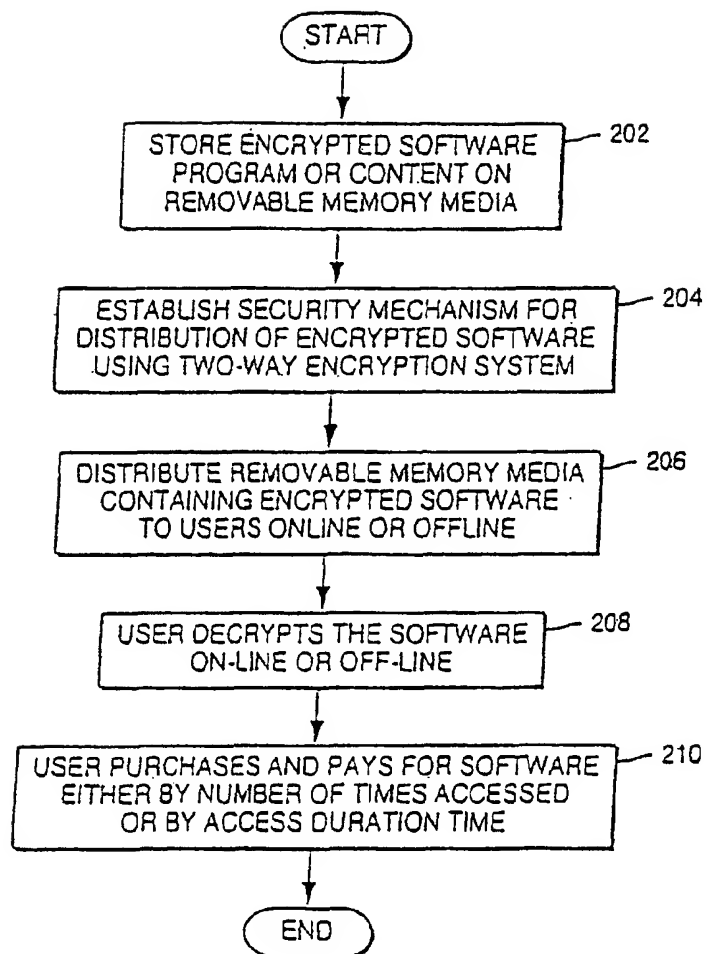 START
STORE ENCRYPTED SOFTWARE
PROGRAM OR CONTENT ON
REMOVABLE MEMORY MEDIA
202
ESTABLISH SECURITY MECHANISM FOR
DISTRIBUTION OF ENCRYPTED SOFTWARE
USING TWO-WAY ENCRYPTION SYSTEM
204
DISTRIBUTE REMOVABLE MEMORY MEDIA
CONTAINING ENCRYPTED SOFTWARE
TO USERS ONLINE OR OFFLINE
206
USER DECRYPTS THE SOFTWARE
ON-LINE OR OFF-LINE
208
USER PURCHASES AND PAYS FOR SOFTWARE
EITHER BY NUMBER OF TIMES ACCESSED
OR BY ACCESS DURATION TIME
210
END